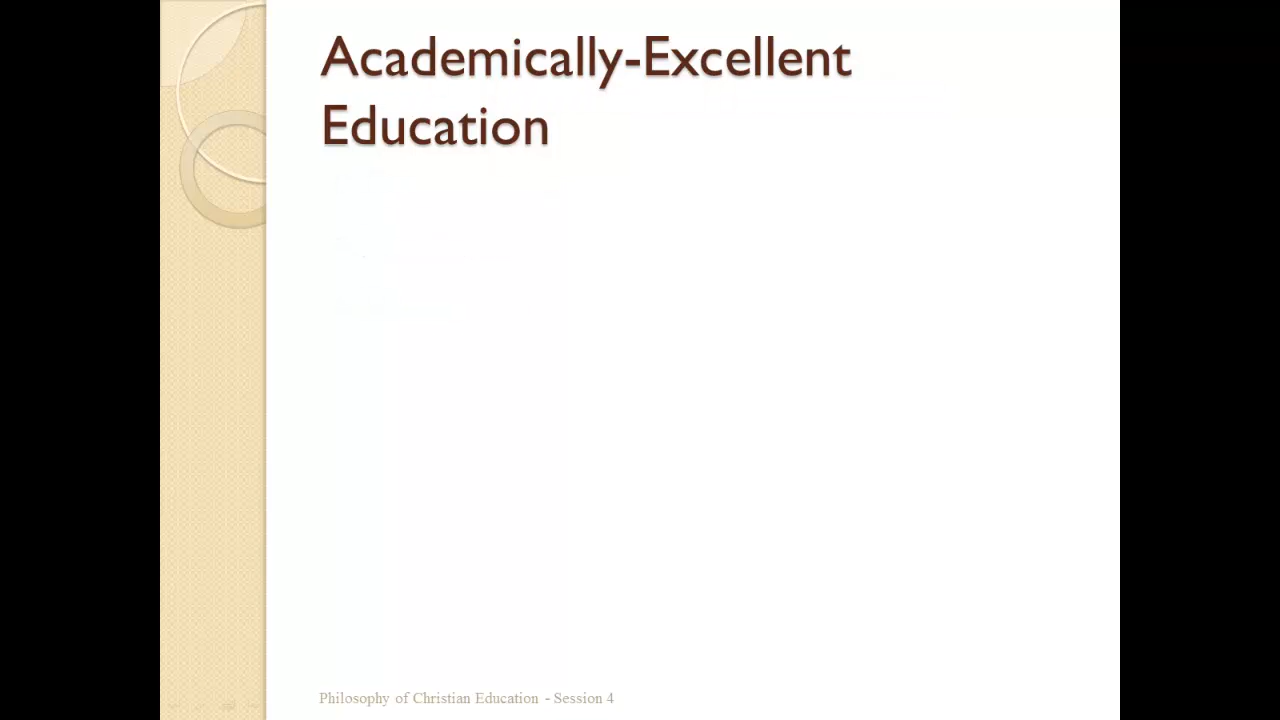 Academically-Excellent
Education
Philosophy of Christian Education - Session 4